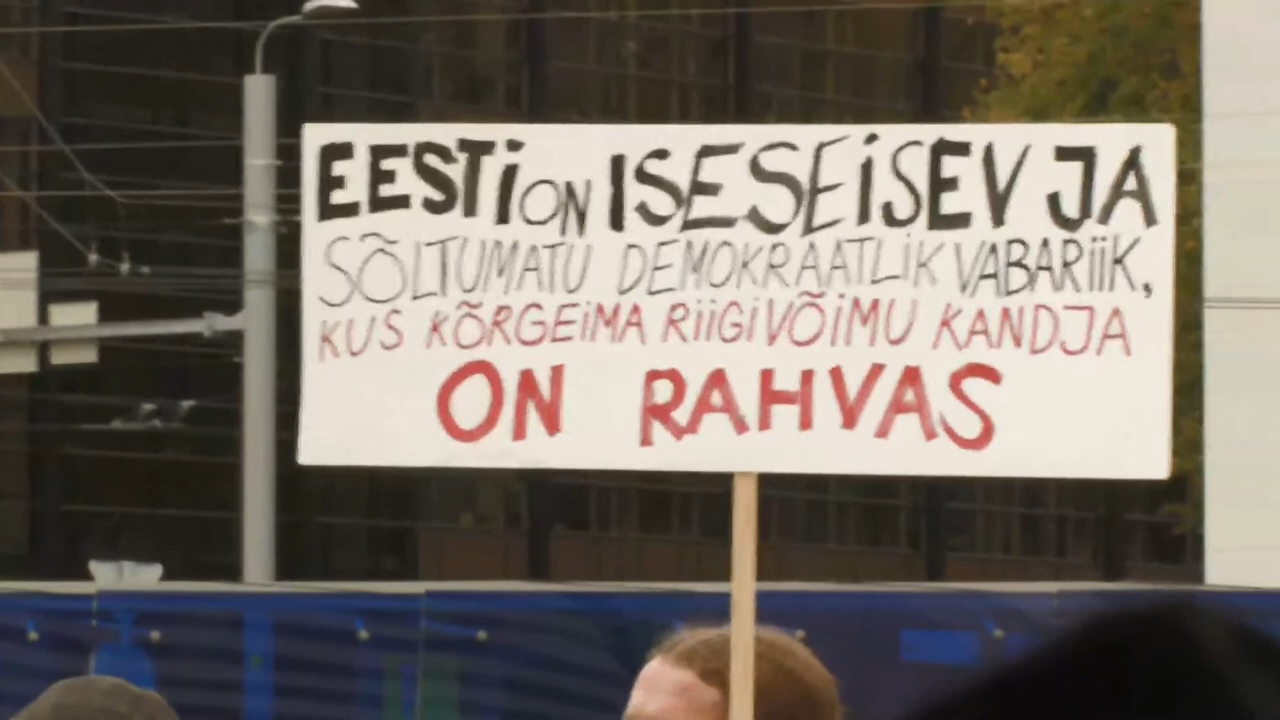 EESTi ON ISESEiSEV JA
SÕLTUMATU DEMOKRAATLiK VABARiiK,
KUS KÕRGEiMA RiiGiVÕiMU KANDJA
ON RAHVAS